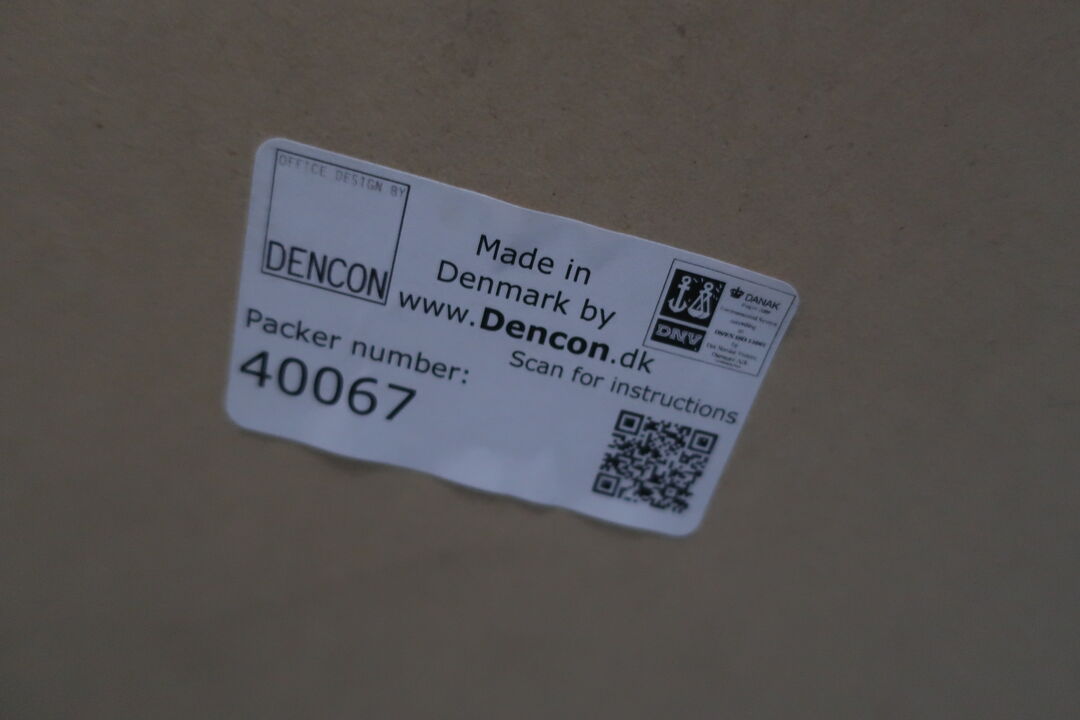 OFFICE DESIGN BY
DENCON
Made in
Denmark by
www.Dencon.dk
Packer number:
40067
Scan for instructions
DNV
DANAK